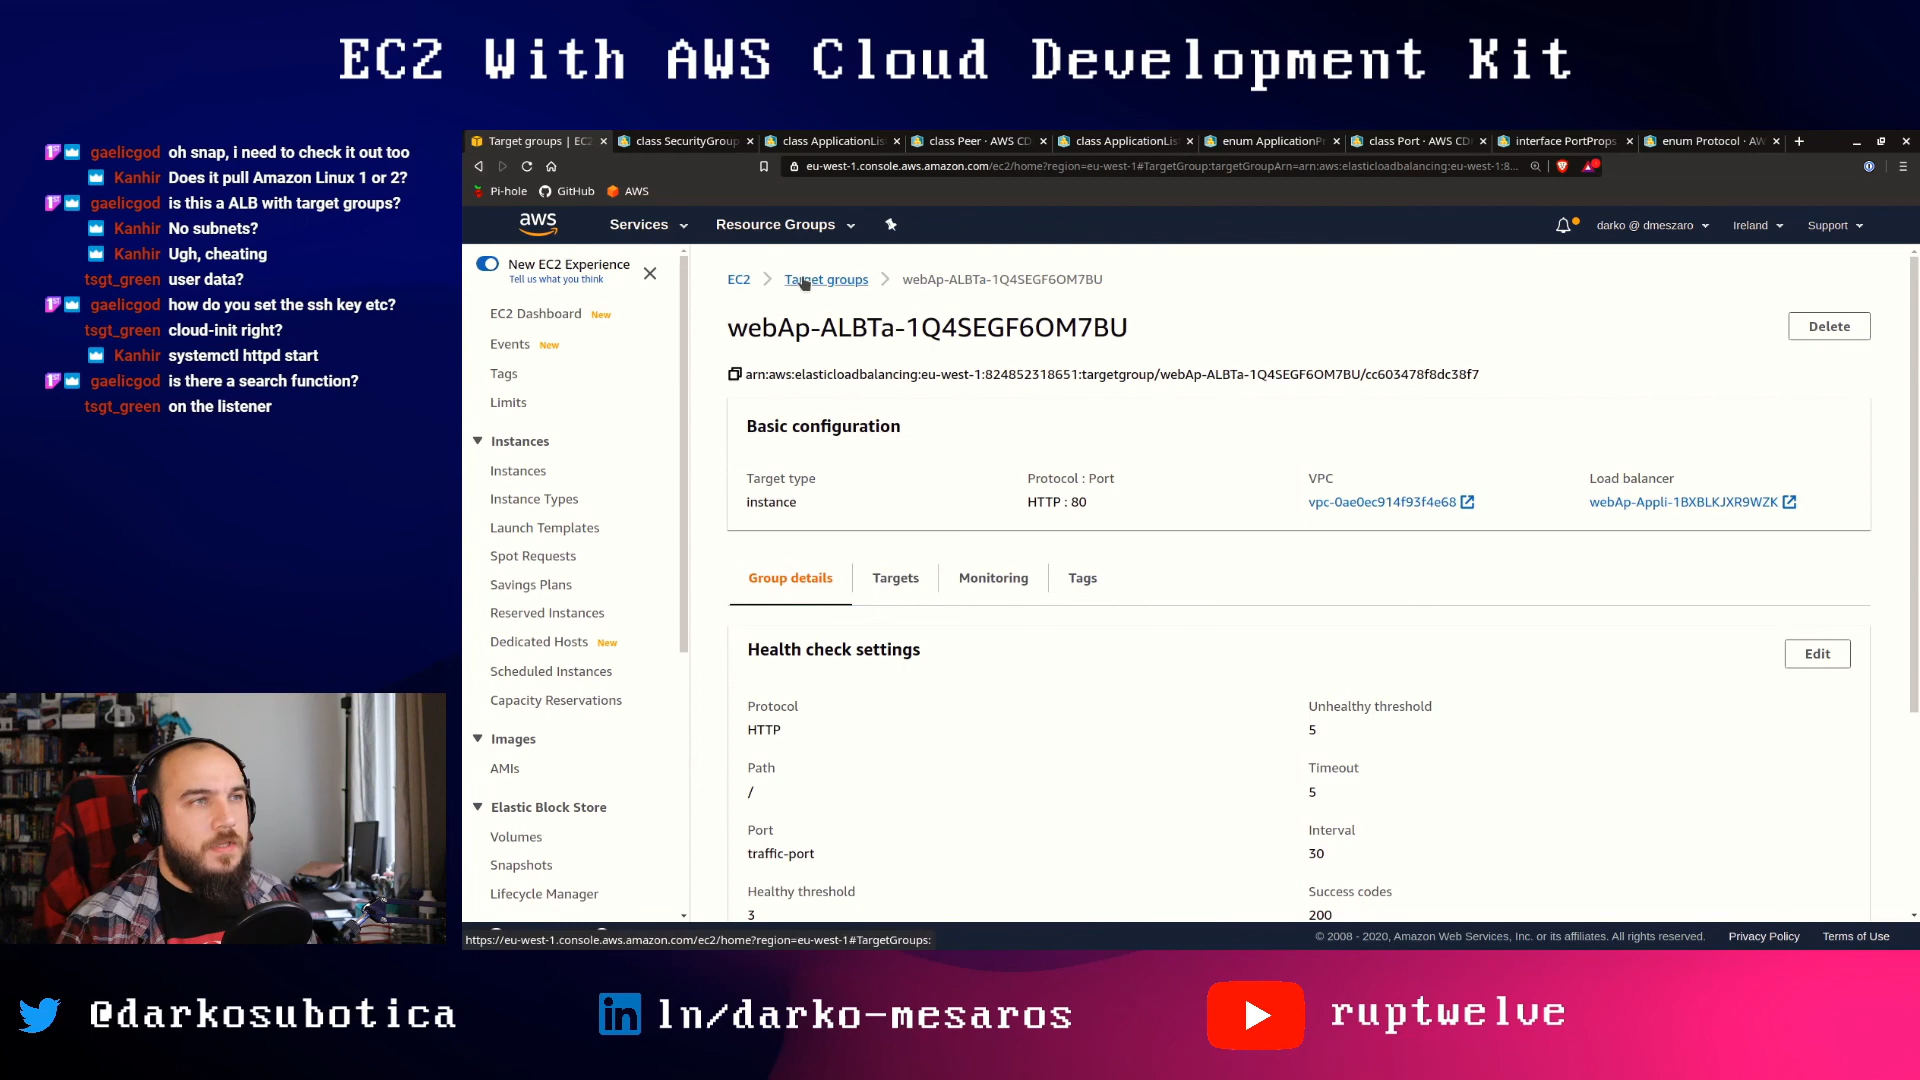 EC2 With AWS Cloud Development Kit
gaelicgod oh snap, i need to check it out too
Kanhir Does it pull Amazon Linux 1 or 2?
gaelicgod is this a ALB with target groups?
Kanhir No subnets?
Kanhir Ugh, cheating
tsgt_green user data?
gaelicgod how do you set the ssh key etc?
tsgt_green cloud-init right?
Kanhir systemctl httpd start
gaelicgod is there a search function?
tsgt_green on the listener
Target groups | EC2
class SecurityGroup
class ApplicationLis
class Peer · AWS CD
class ApplicationLis
enum ApplicationPr
class Port · AWS CDK
interface PortProps
enum Protocol · AW
eu-west-1.console.aws.amazon.com/ec2/home?region=eu-west-1#TargetGroup:targetGroupArn=arn:aws:elasticloadbalancing:eu-west-1:8...
Pi-hole GitHub AWS
aws Services Resource Groups darko @ dmeszaro Ireland Support
New EC2 Experience
Tell us what you think
EC2 Dashboard New
Events New
Tags
Limits
Instances
Instances
Instance Types
Launch Templates
Spot Requests
Savings Plans
Reserved Instances
Dedicated Hosts New
Scheduled Instances
Capacity Reservations
Images
AMIs
Elastic Block Store
Volumes
Snapshots
Lifecycle Manager
EC2 Target groups webAp-ALBTa-1Q4SEGF6OM7BU
webAp-ALBTa-1Q4SEGF6OM7BU
Delete
arn:aws:elasticloadbalancing:eu-west-1:824852318651:targetgroup/webAp-ALBTa-1Q4SEGF6OM7BU/cc603478f8dc38f7
Basic configuration
Target type Protocol : Port VPC Load balancer
instance HTTP : 80 vpc-0ae0ec914f93f4e68 webAp-Appli-1BXBLKJXR9WZK
Group details Targets Monitoring Tags
Health check settings
Edit
Protocol Unhealthy threshold
HTTP 5
Path Timeout
/ 5
Port Interval
traffic-port 30
Healthy threshold Success codes
3 200
https://eu-west-1.console.aws.amazon.com/ec2/home?region=eu-west-1#TargetGroups:
© 2008 - 2020, Amazon Web Services, Inc. or its affiliates. All rights reserved. Privacy Policy Terms of Use
@darkosubotica
in ln/darko-mesaros
ruptwelve